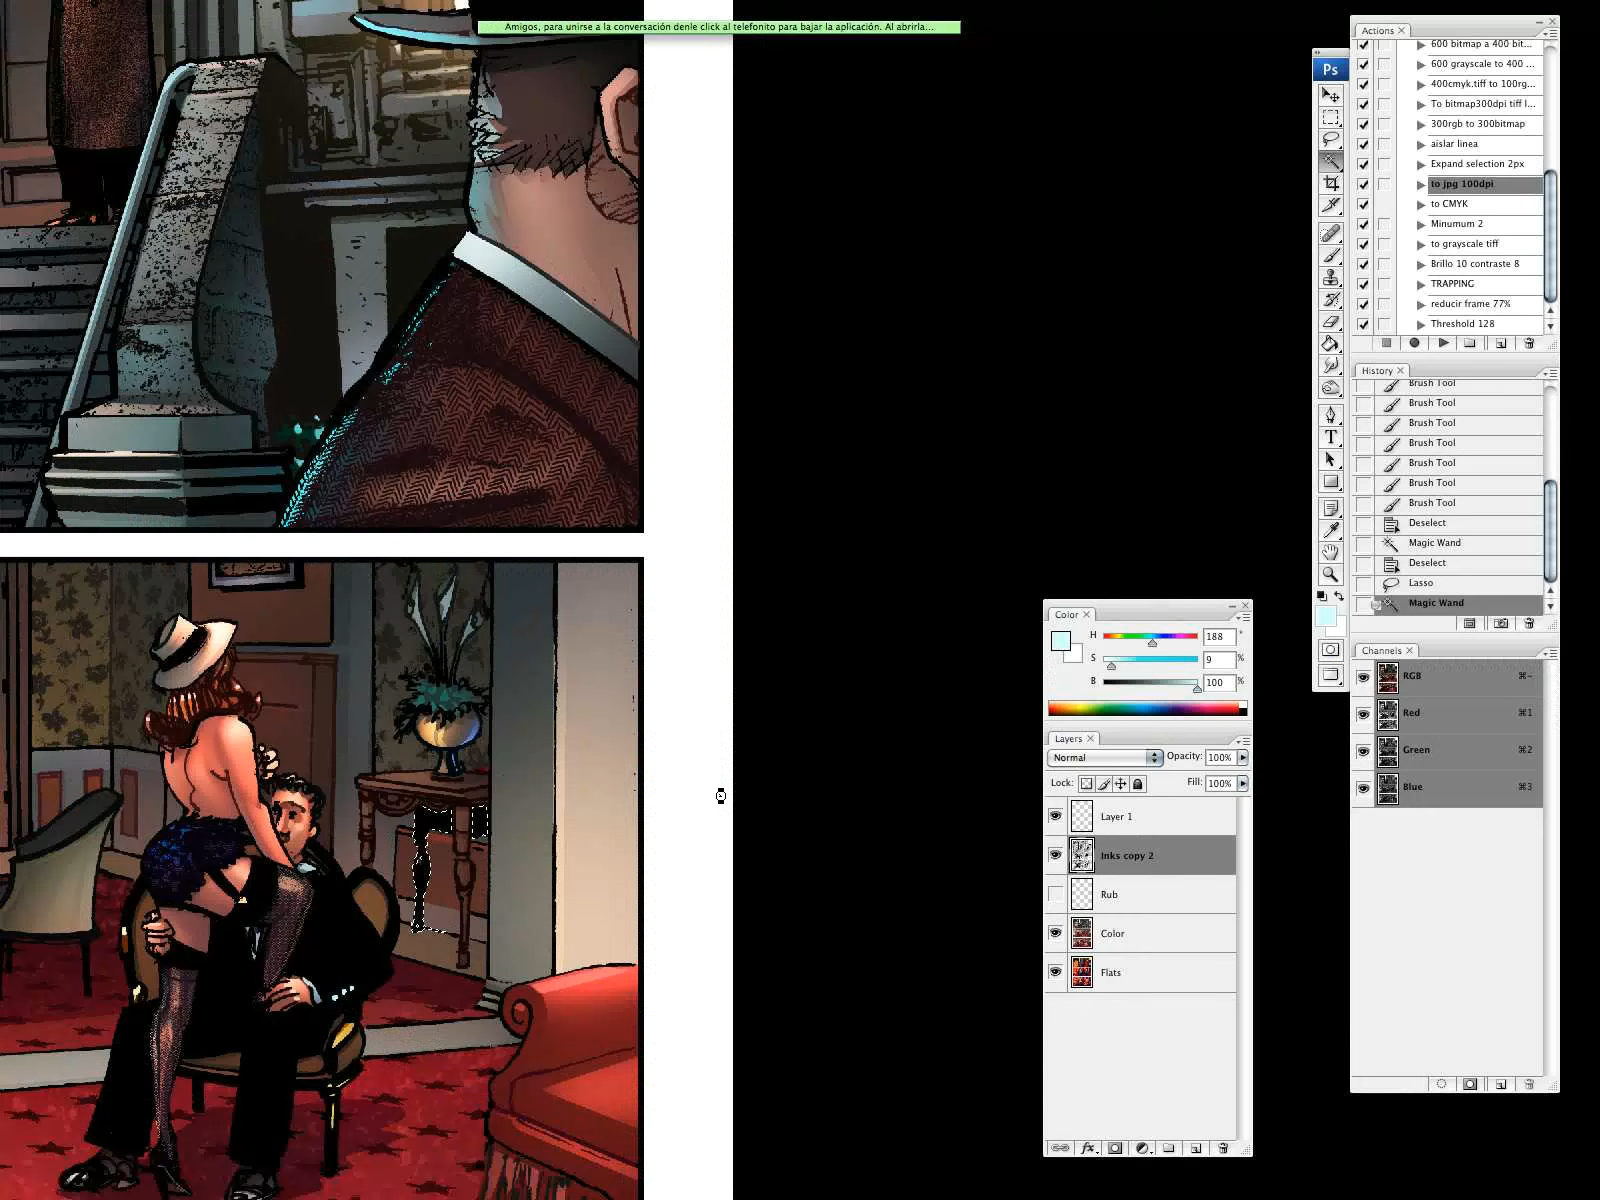 Amigos, para unirse a la conversación denle click al telefonito para bajar la aplicación. Al abrirla...
Actions
600 bitmap a 400 bit...
600 grayscale to 400 ...
400cmyk.tiff to 100rg...
To bitmap300dpi tiff l...
300rgb to 300bitmap
aislar linea
Expand selection 2px
to jpg 100dpi
to CMYK
Minumum 2
to grayscale tiff
Brillo 10 contraste 8
TRAPPING
reducir frame 77%
Threshold 128
Ps
T
History
Brush Tool
Brush Tool
Brush Tool
Brush Tool
Brush Tool
Brush Tool
Brush Tool
Deselect
Magic Wand
Deselect
Lasso
Magic Wand
Channels
RGB ⌘~
Red ⌘1
Green ⌘2
Blue ⌘3
Color
H 188 °
S 9 %
B 100 %
Layers
Normal Opacity: 100%
Lock: Fill: 100%
Layer 1
Inks copy 2
Rub
Color
Flats
fx